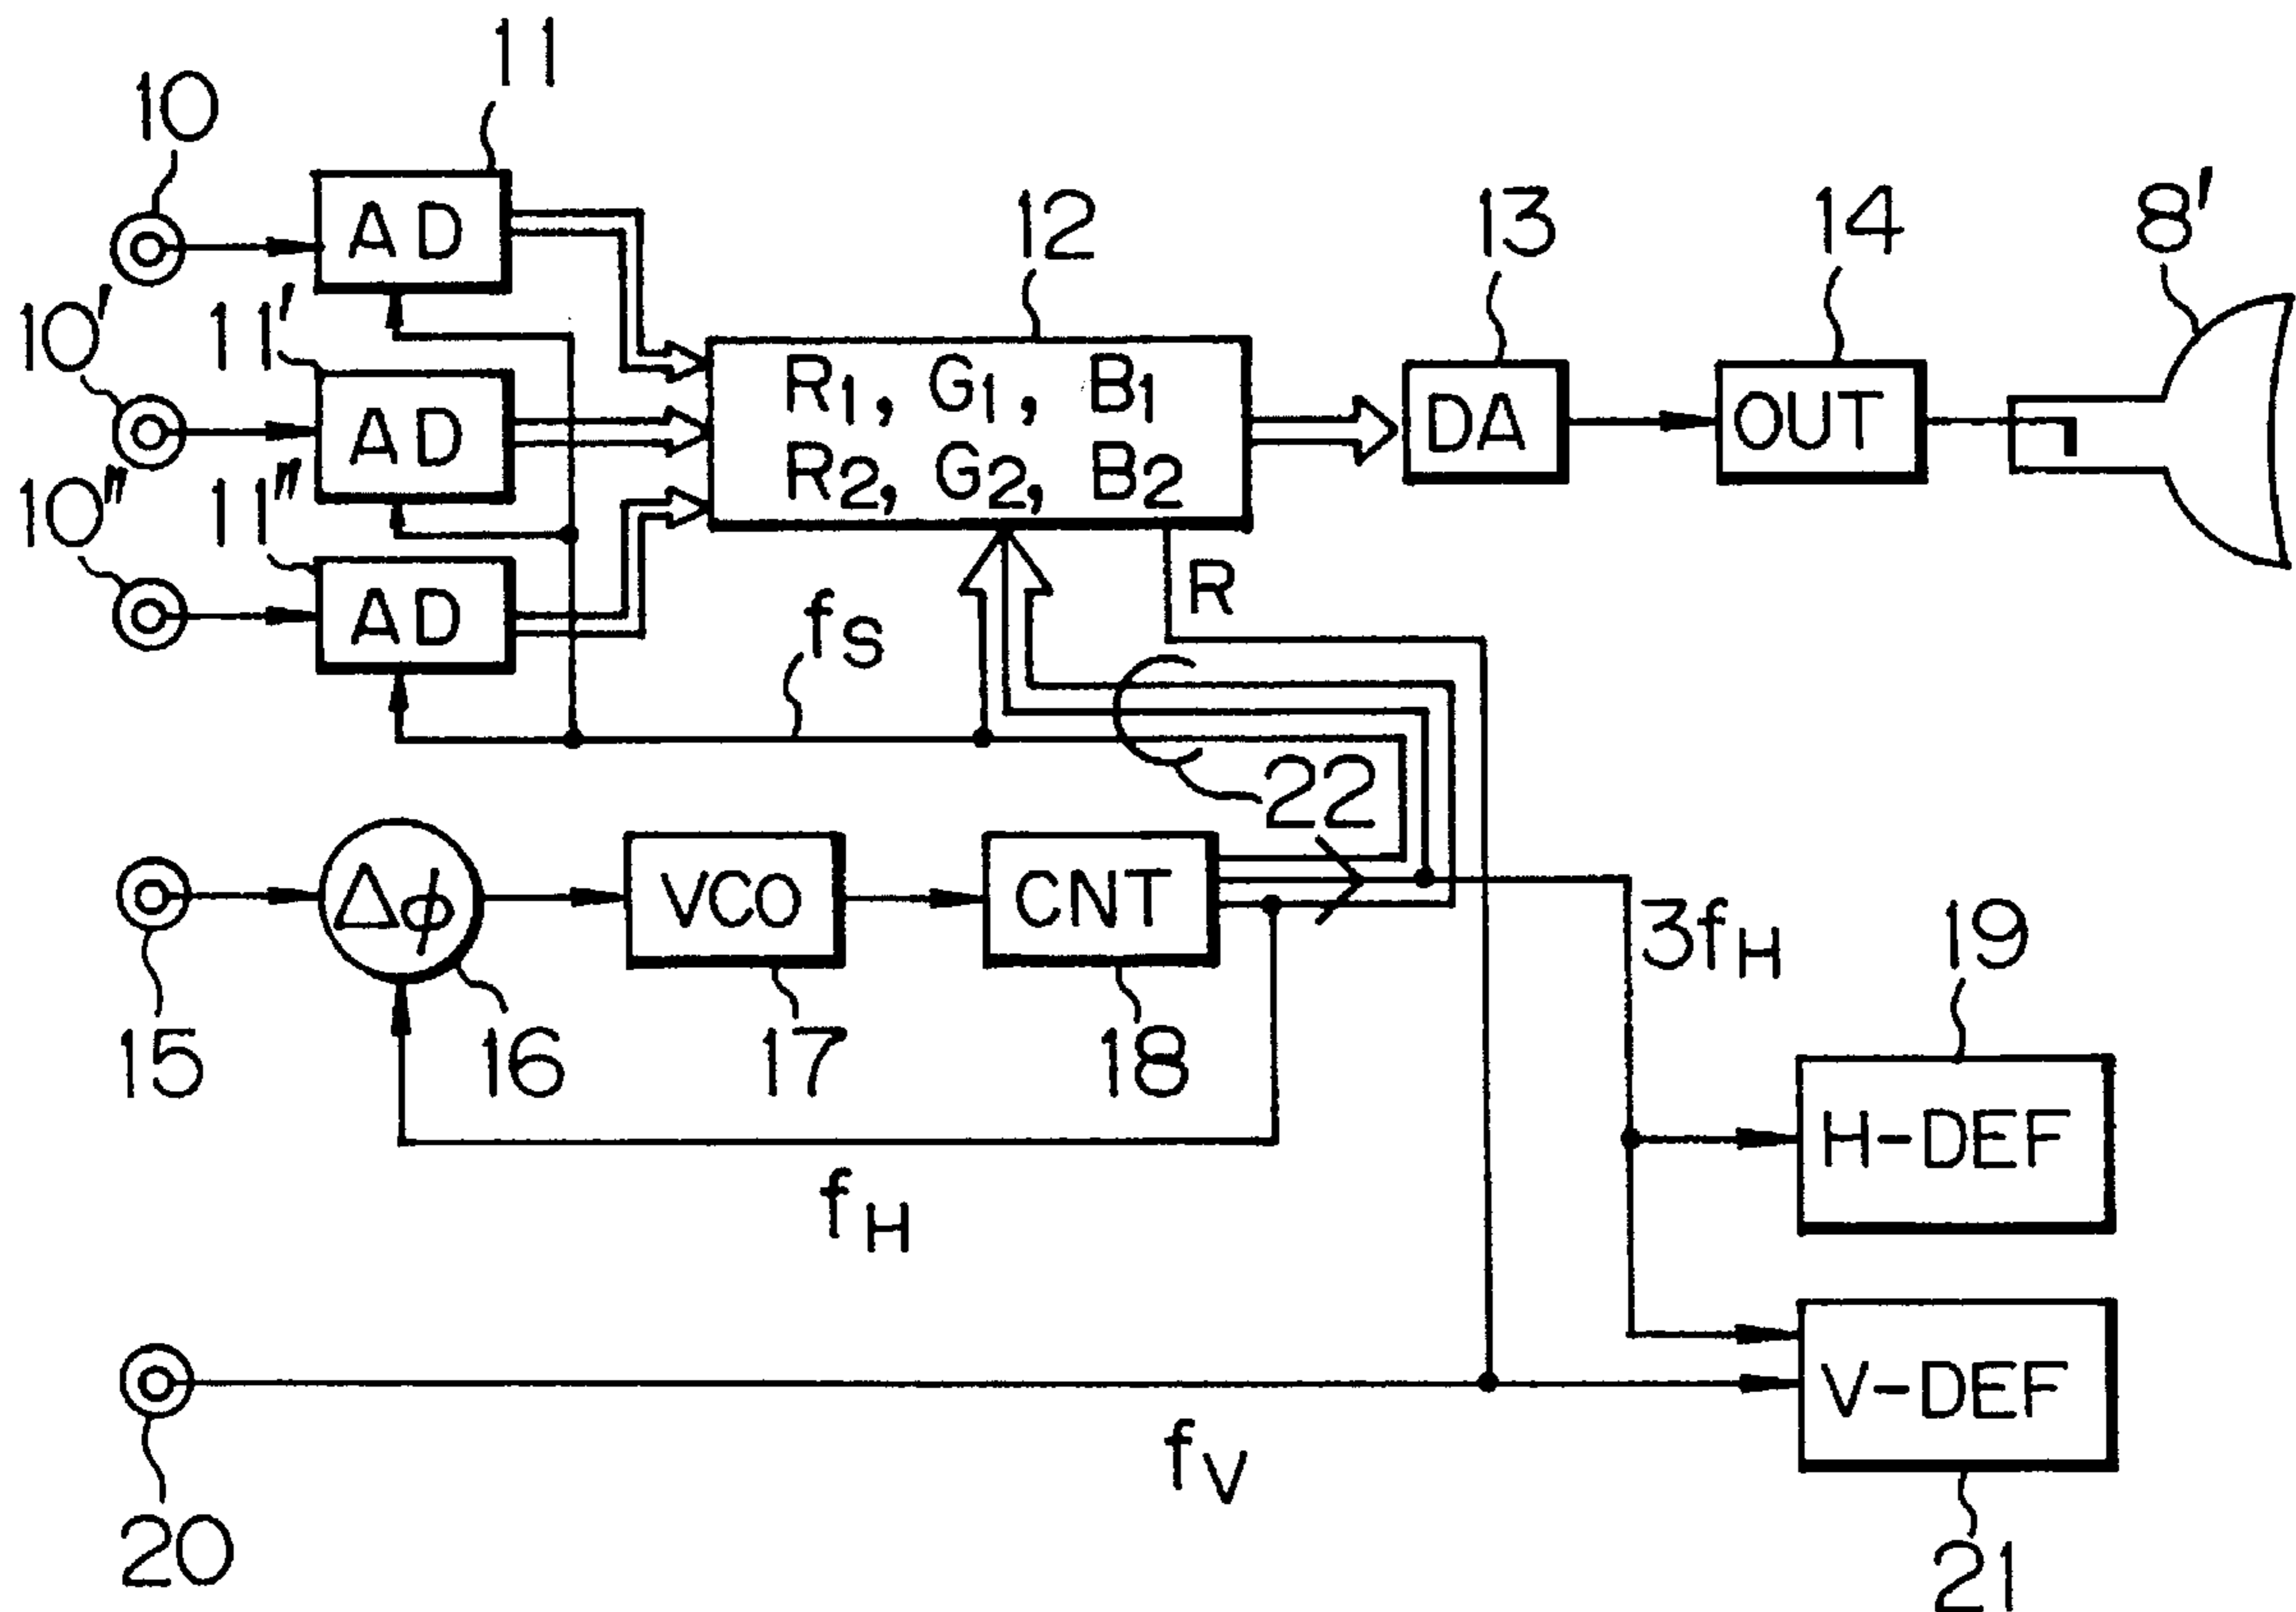 11
10
AD
12
13
14
8'
10'
11'
AD
R1, G1, B1
R2, G2, B2
DA
OUT
10"
11"
AD
R
fS
22
Δϕ
VCO
CNT
3fH
19
15
16
17
18
H-DEF
fH
V-DEF
fV
20
21